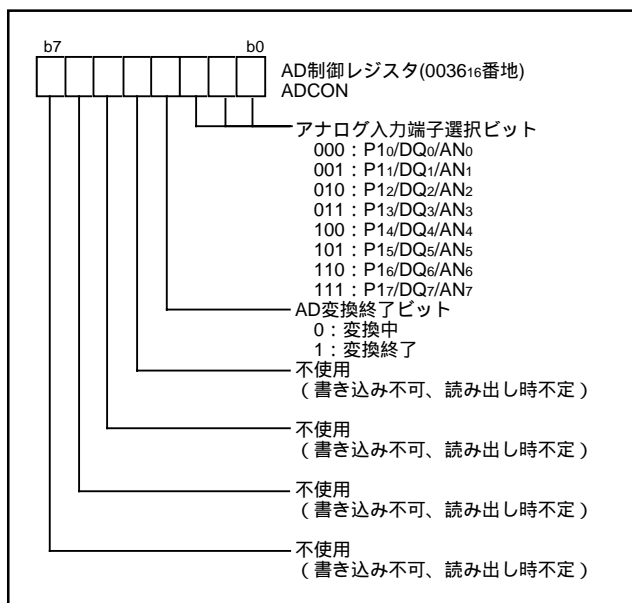 b7 b0
AD制御レジスタ(003616番地)
ADCON
アナログ入力端子選択ビット
000：P10/DQ0/AN0
001：P11/DQ1/AN1
010：P12/DQ2/AN2
011：P13/DQ3/AN3
100：P14/DQ4/AN4
101：P15/DQ5/AN5
110：P16/DQ6/AN6
111：P17/DQ7/AN7
AD変換終了ビット
0：変換中
1：変換終了
不使用
（書き込み不可、読み出し時不定）
不使用
（書き込み不可、読み出し時不定）
不使用
（書き込み不可、読み出し時不定）
不使用
（書き込み不可、読み出し時不定）